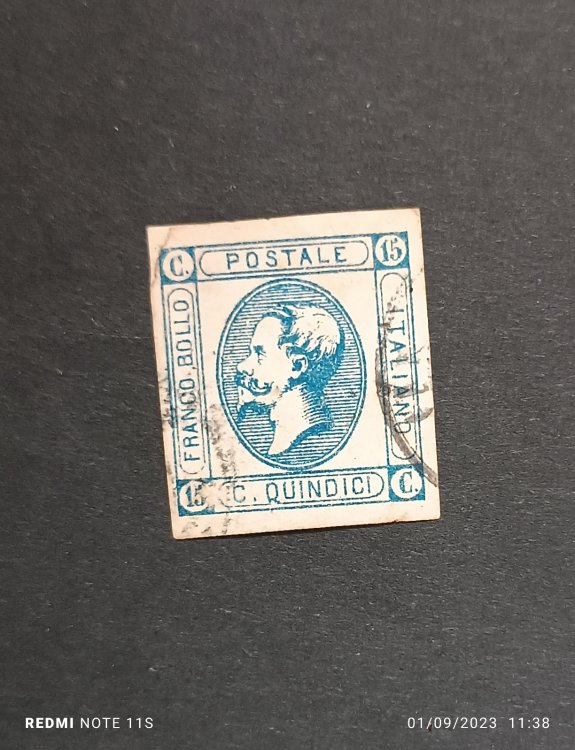 C. POSTALE 15
FRANCO BOLLO
ITALIANO
15 C. QUINDICI C.
REDMI NOTE 11S
01/09/2023 11:38